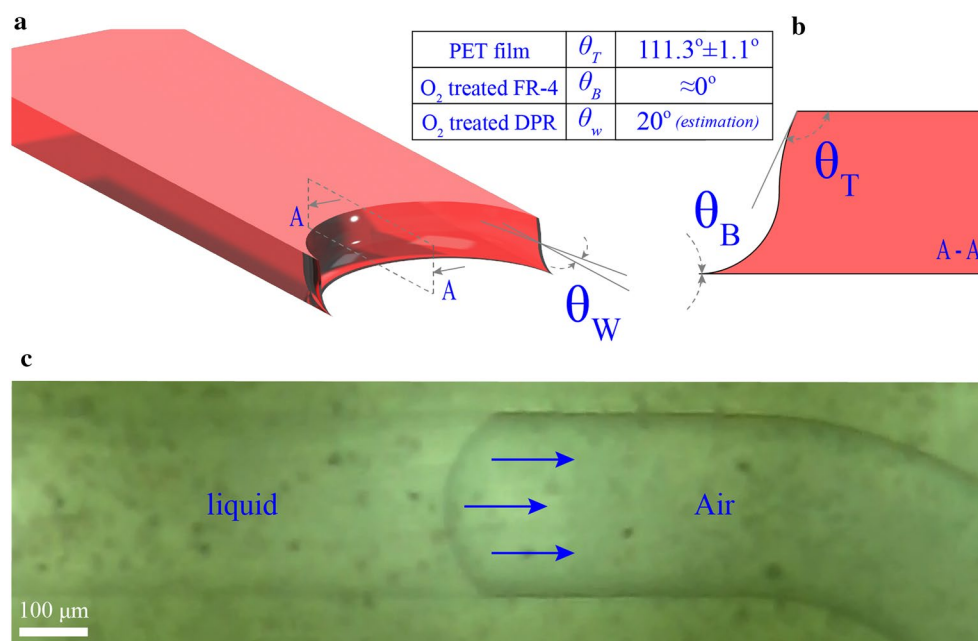 a
PET film θT 111.3°±1.1°
O2 treated FR-4 θB ≈0°
O2 treated DPR θw 20° (estimation)
b
θT
θB
A
A
A - A
θW
c
liquid
Air
100 μm